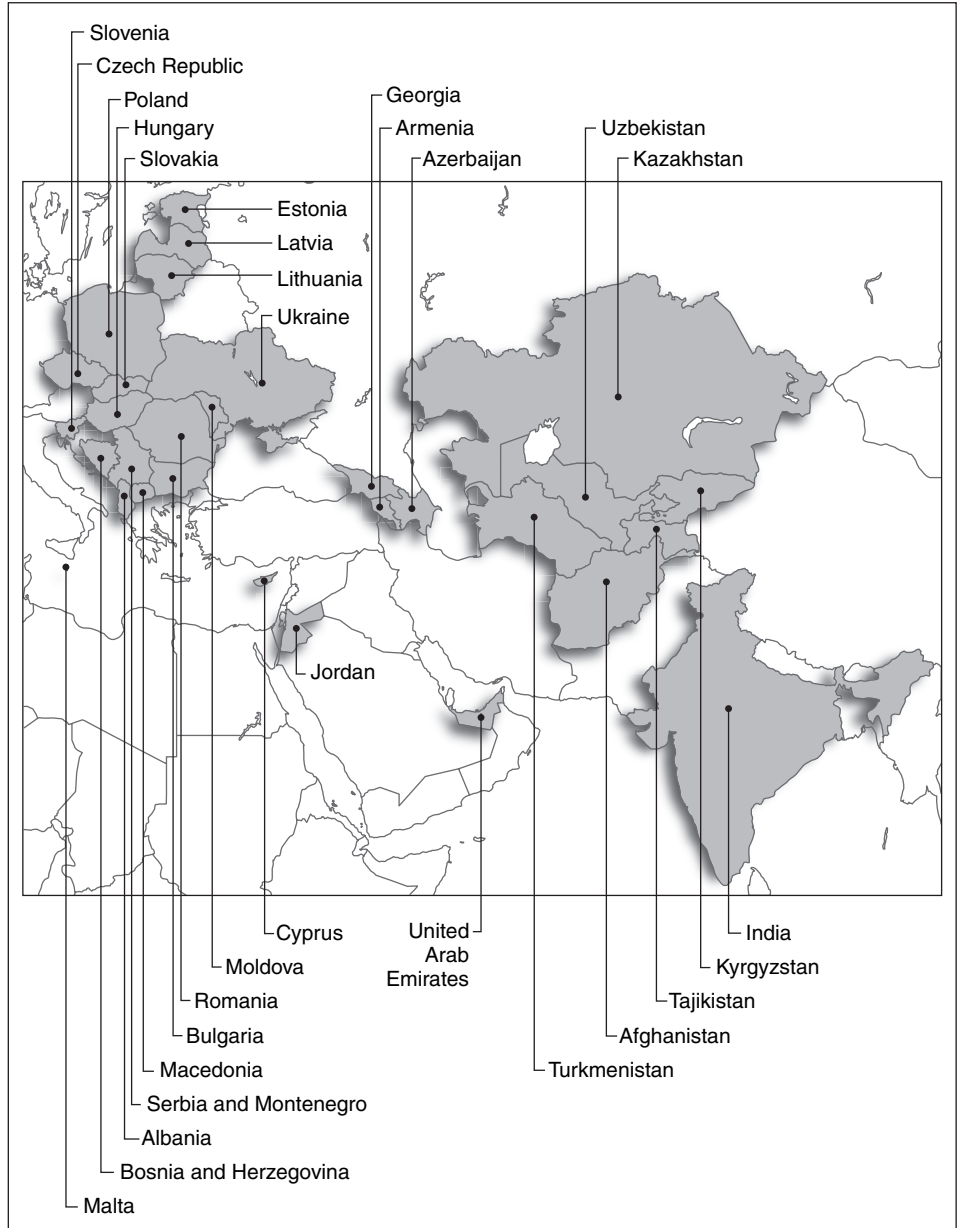 Slovenia
Czech Republic
Poland
Hungary
Slovakia
Georgia
Armenia
Azerbaijan
Uzbekistan
Kazakhstan
Estonia
Latvia
Lithuania
Ukraine
Jordan
Cyprus
Moldova
Romania
Bulgaria
Macedonia
Serbia and Montenegro
Albania
Bosnia and Herzegovina
Malta
United
Arab
Emirates
India
Kyrgyzstan
Tajikistan
Afghanistan
Turkmenistan